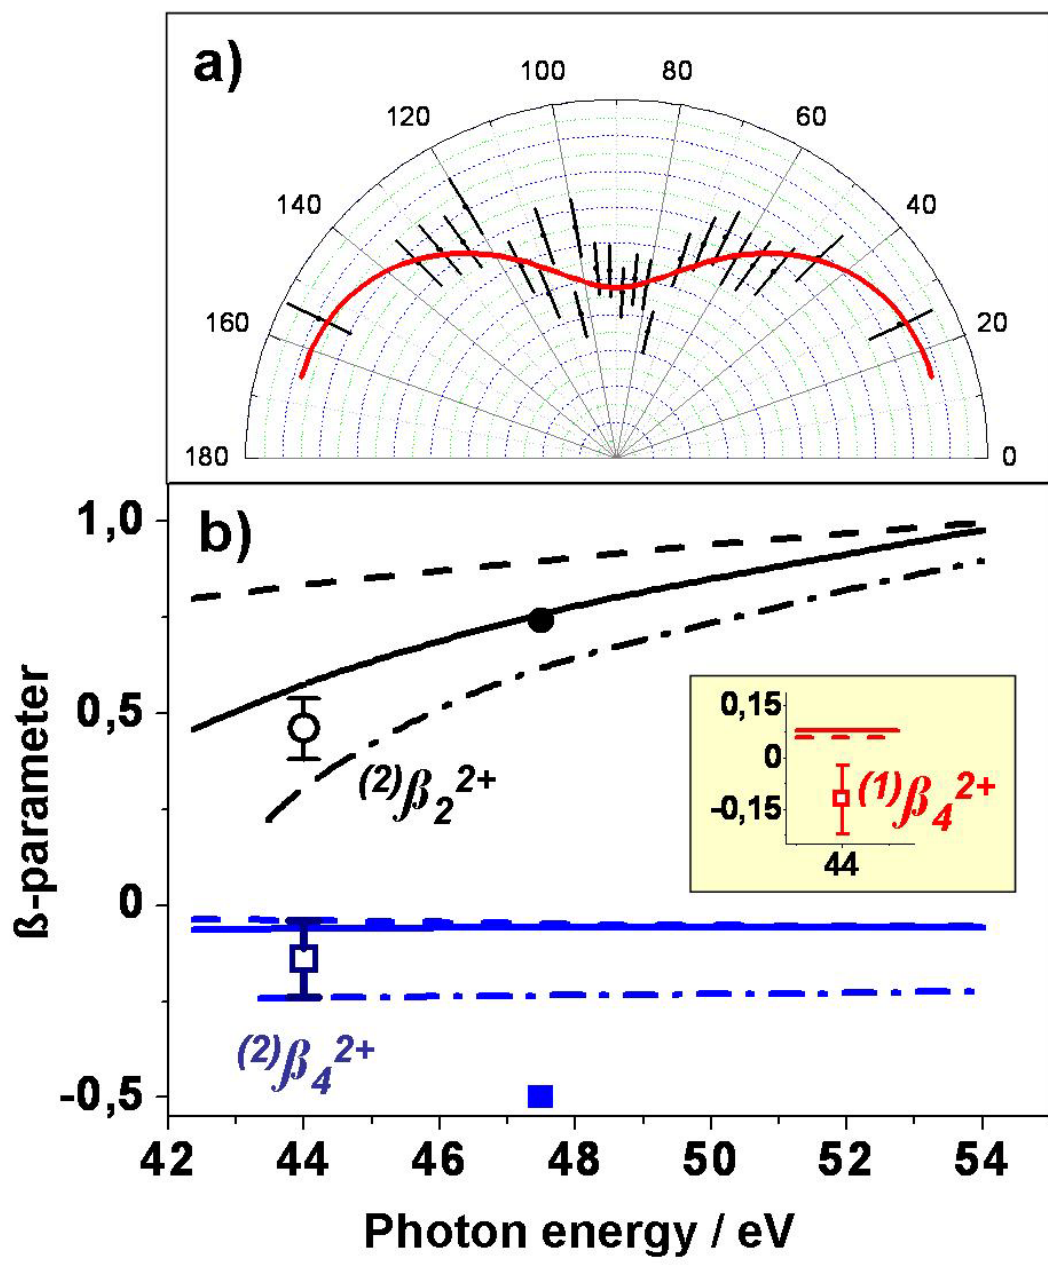 a)
100 80
120 60
140 40
160 20
180 0
b)
1,0
0,5
0
-0,5
ß-parameter
(2)β₂²⁺
(2)β₄²⁺
0,15
0
-0,15
(1)β₄²⁺
44
42 44 46 48 50 52 54
Photon energy / eV